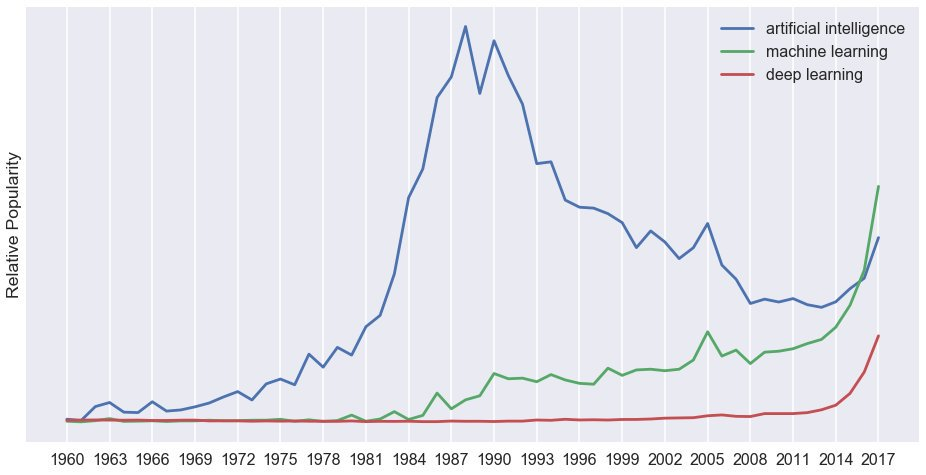 artificial intelligence
machine learning
deep learning
Relative Popularity
1960 1963 1966 1969 1972 1975 1978 1981 1984 1987 1990 1993 1996 1999 2002 2005 2008 2011 2014 2017